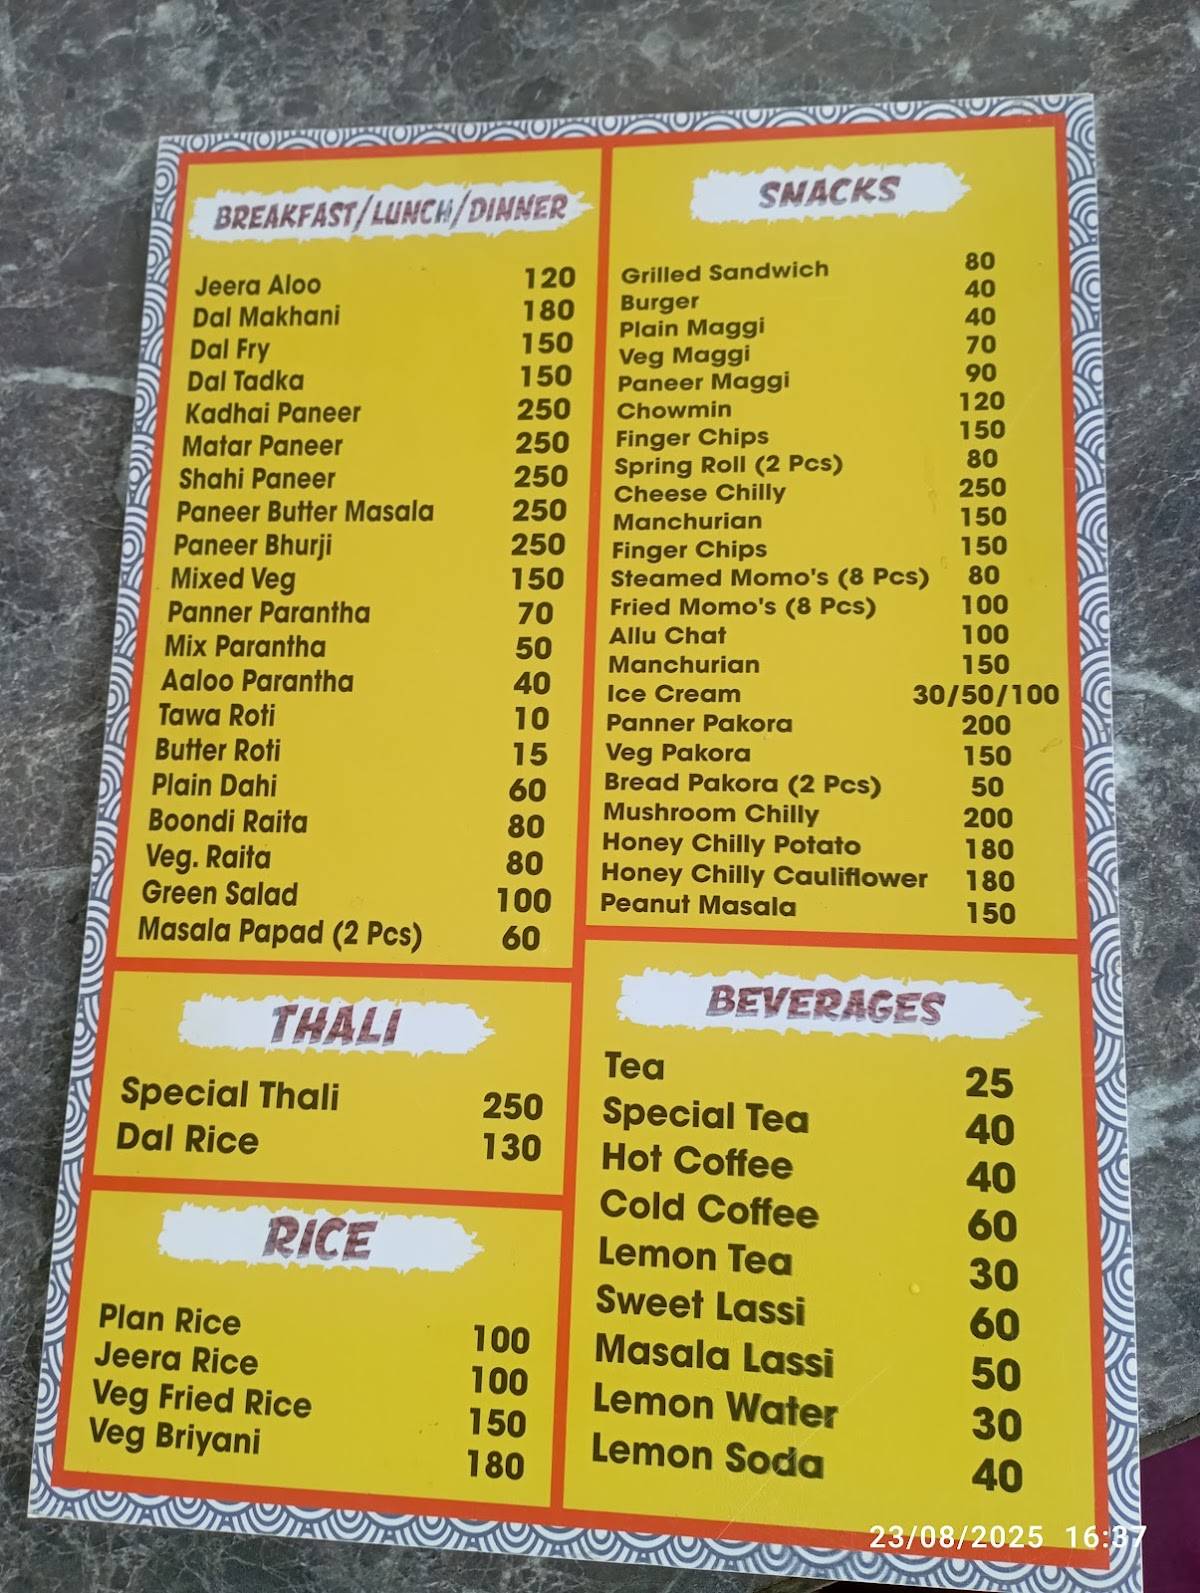 BREAKFAST/LUNCH/DINNER
Jeera Aloo 120
Dal Makhani 180
Dal Fry 150
Dal Tadka 150
Kadhai Paneer 250
Matar Paneer 250
Shahi Paneer 250
Paneer Butter Masala 250
Paneer Bhurji 250
Mixed Veg 150
Panner Parantha 70
Mix Parantha 50
Aaloo Parantha 40
Tawa Roti 10
Butter Roti 15
Plain Dahi 60
Boondi Raita 80
Veg. Raita 80
Green Salad 100
Masala Papad (2 Pcs) 60
THALI
Special Thali 250
Dal Rice 130
RICE
Plan Rice 100
Jeera Rice 100
Veg Fried Rice 150
Veg Briyani 180
SNACKS
Grilled Sandwich 80
Burger 40
Plain Maggi 40
Veg Maggi 70
Paneer Maggi 90
Chowmin 120
Finger Chips 150
Spring Roll (2 Pcs) 80
Cheese Chilly 250
Manchurian 150
Finger Chips 150
Steamed Momo's (8 Pcs) 80
Fried Momo's (8 Pcs) 100
Allu Chat 100
Manchurian 150
Ice Cream 30/50/100
Panner Pakora 200
Veg Pakora 150
Bread Pakora (2 Pcs) 50
Mushroom Chilly 200
Honey Chilly Potato 180
Honey Chilly Cauliflower 180
Peanut Masala 150
BEVERAGES
Tea 25
Special Tea 40
Hot Coffee 40
Cold Coffee 60
Lemon Tea 30
Sweet Lassi 60
Masala Lassi 50
Lemon Water 30
Lemon Soda 40
23/08/2025 16:37